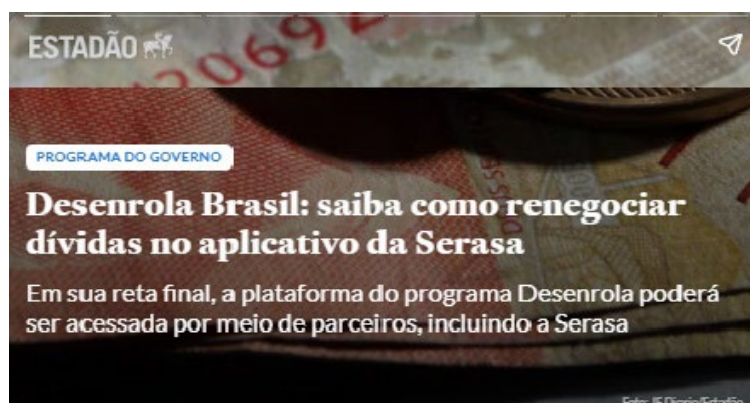 ESTADÃO
PROGRAMA DO GOVERNO
Desenrola Brasil: saiba como renegociar
dívidas no aplicativo da Serasa
Em sua reta final, a plataforma do programa Desenrola poderá
ser acessada por meio de parceiros, incluindo a Serasa